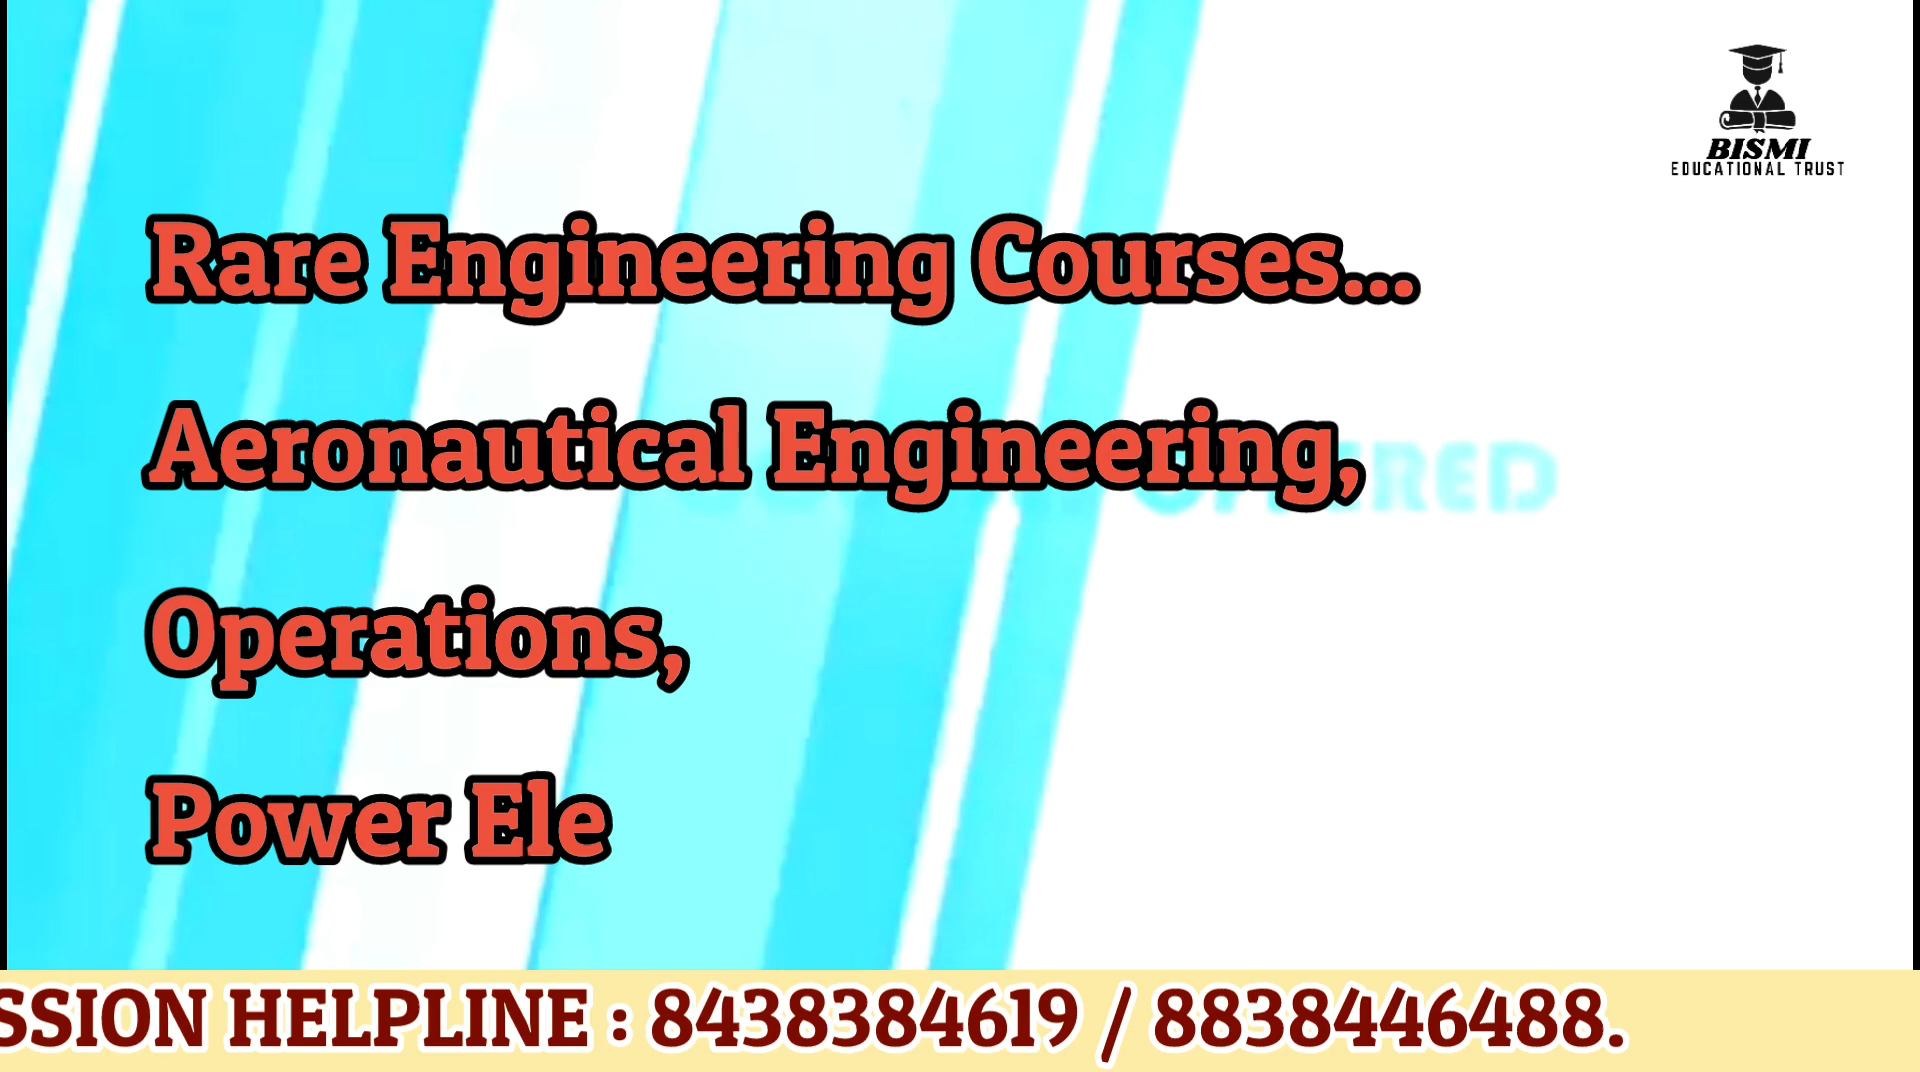 BISMI
EDUCATIONAL TRUST
Rare Engineering Courses...
Aeronautical Engineering,
Operations,
Power Ele
SSION HELPLINE : 8438384619 / 8838446488.